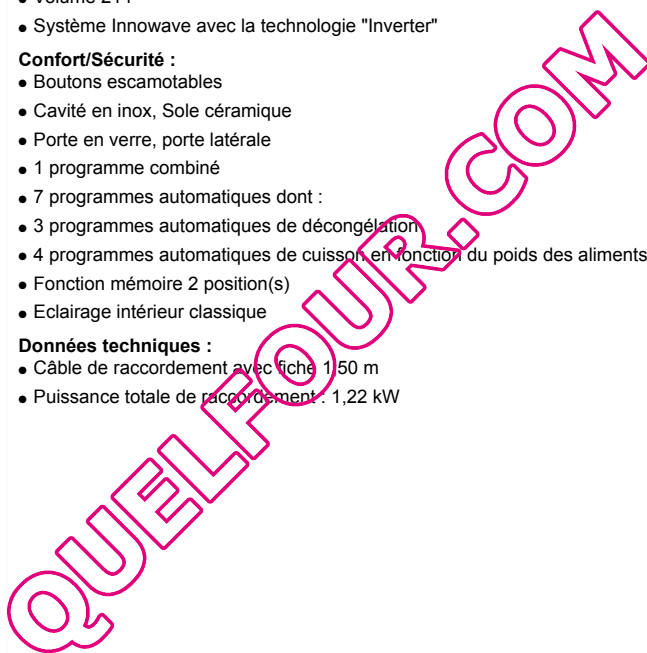 • Volume 21 l
• Système Innowave avec la technologie "Inverter"
Confort/Sécurité :
• Boutons escamotables
• Cavité en inox, Sole céramique
• Porte en verre, porte latérale
• 1 programme combiné
• 7 programmes automatiques dont :
• 3 programmes automatiques de décongélation
• 4 programmes automatiques de cuisson en fonction du poids des aliments
• Fonction mémoire 2 position(s)
• Eclairage intérieur classique
Données techniques :
• Câble de raccordement avec fiche 1,50 m
• Puissance totale de raccordement : 1,22 kW
QUELFOUR.COM